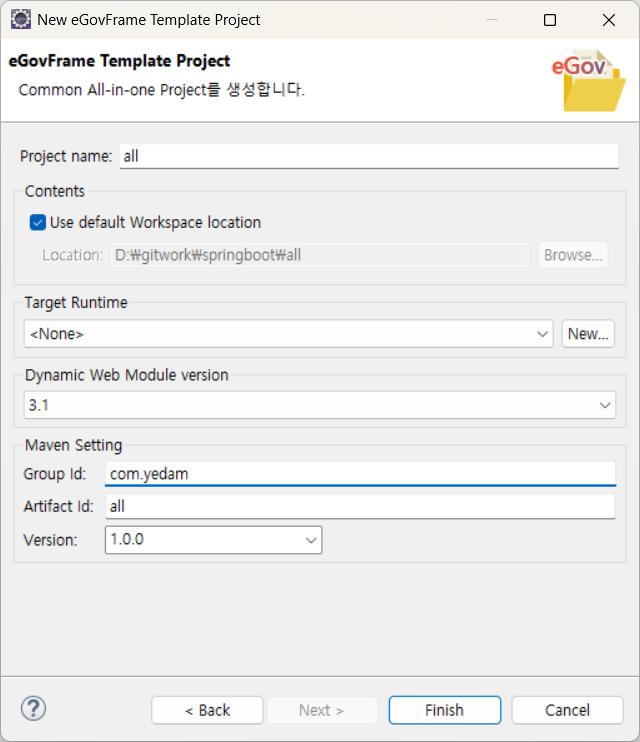 New eGovFrame Template Project
eGovFrame Template Project
Common All-in-one Project를 생성합니다.
eGov
Project name: all
Contents
Use default Workspace location
Location: D:₩gitwork₩springboot₩all Browse...
Target Runtime
<None> New...
Dynamic Web Module version
3.1
Maven Setting
Group Id: com.yedam
Artifact Id: all
Version: 1.0.0
? < Back Next > Finish Cancel